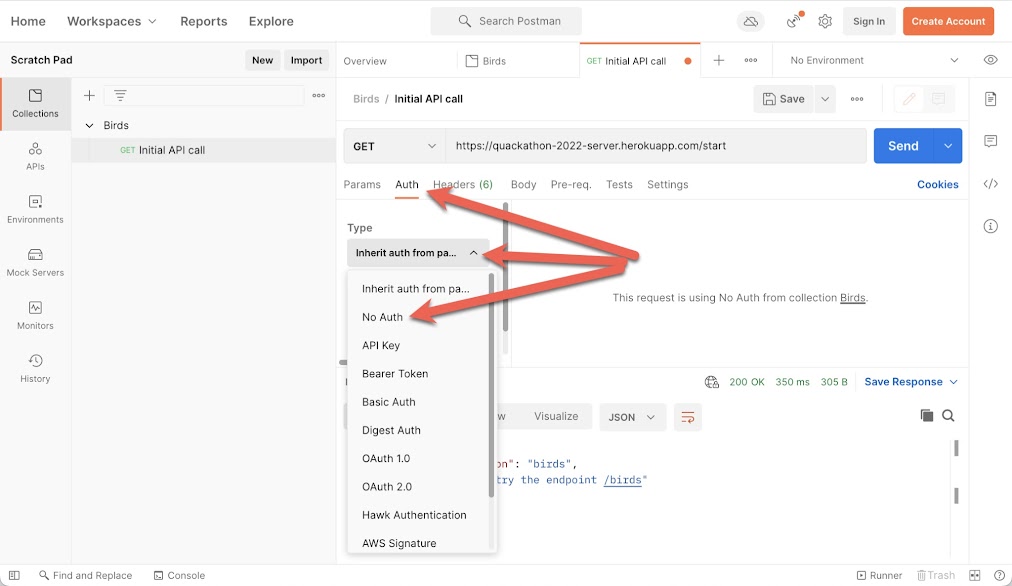 Home Workspaces Reports Explore Search Postman Sign In Create Account
Scratch Pad New Import Overview Birds GET Initial API call No Environment
Collections
APIs
Environments
Mock Servers
Monitors
History
Birds
GET Initial API call
Birds / Initial API call Save
GET https://quackathon-2022-server.herokuapp.com/start Send
Params Auth Headers (6) Body Pre-req. Tests Settings Cookies
Type
Inherit auth from pa...
Inherit auth from pa...
No Auth
API Key
Bearer Token
Basic Auth
Digest Auth
OAuth 1.0
OAuth 2.0
Hawk Authentication
AWS Signature
This request is using No Auth from collection Birds.
200 OK 350 ms 305 B Save Response
Visualize JSON
": "birds",
try the endpoint /birds"
Find and Replace Console Runner Trash